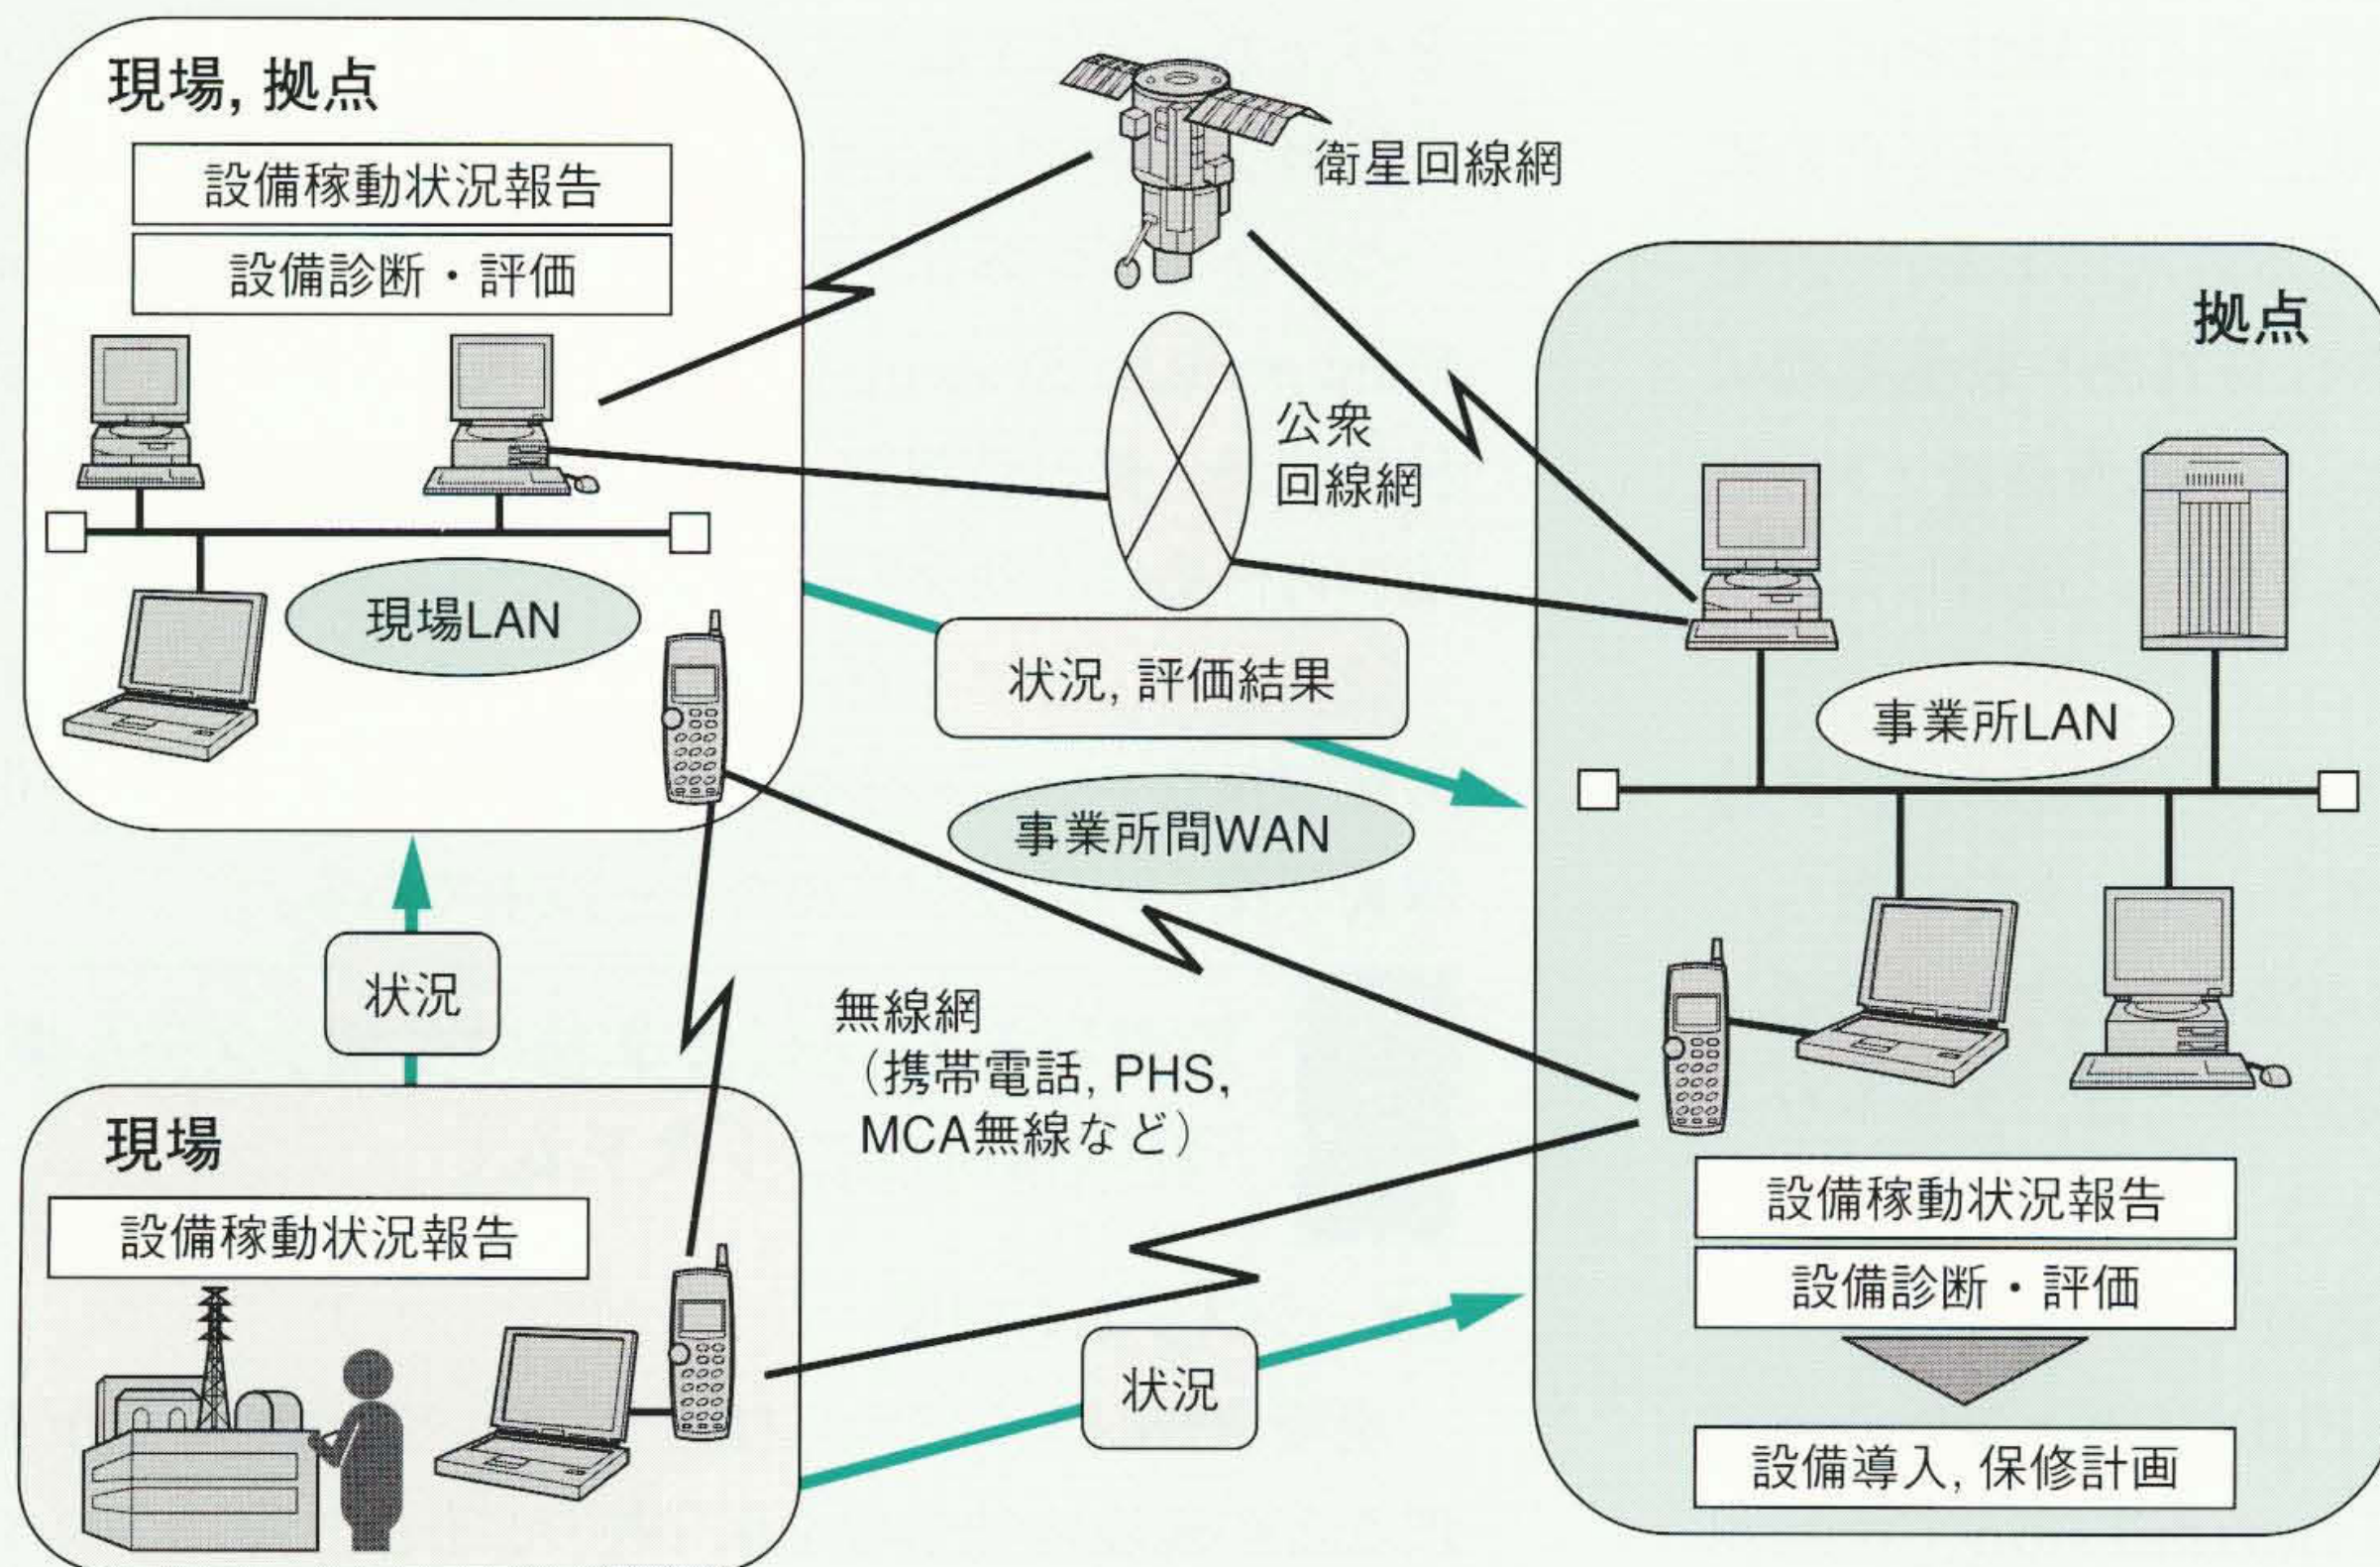 現場, 拠点
設備稼動状況報告
設備診断・評価
現場LAN
衛星回線網
公衆
回線網
状況, 評価結果
事業所間WAN
拠点
事業所LAN
状況
無線網
（携帯電話, PHS,
MCA無線など）
現場
設備稼動状況報告
状況
設備稼動状況報告
設備診断・評価
設備導入, 保修計画